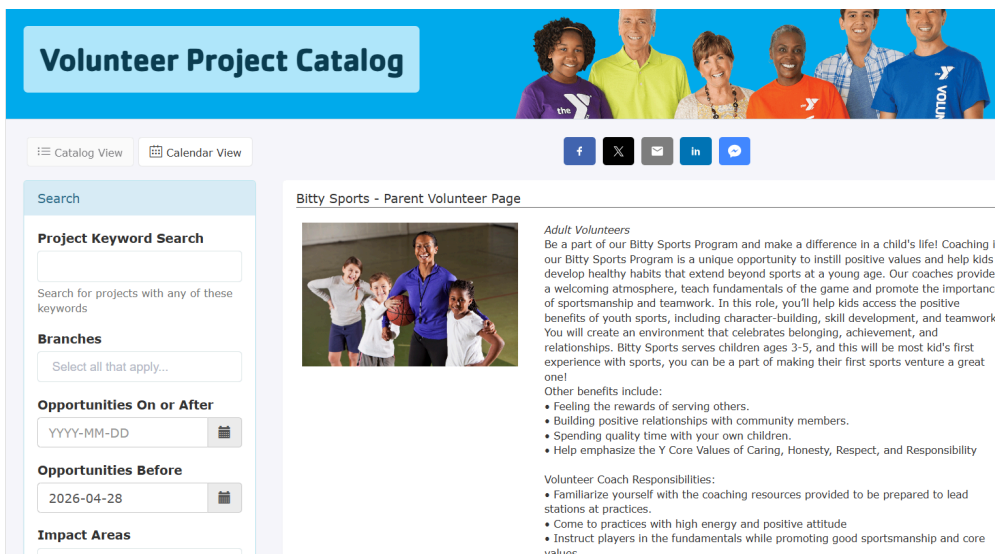 Volunteer Project Catalog
the
VOLUN
Catalog View
Calendar View
Search
Project Keyword Search
Search for projects with any of these
keywords
Branches
Select all that apply...
Opportunities On or After
YYYY-MM-DD
Opportunities Before
2026-04-28
Impact Areas
Bitty Sports - Parent Volunteer Page
Adult Volunteers
Be a part of our Bitty Sports Program and make a difference in a child's life! Coaching i
our Bitty Sports Program is a unique opportunity to instill positive values and help kids
develop healthy habits that extend beyond sports at a young age. Our coaches provide
a welcoming atmosphere, teach fundamentals of the game and promote the importanc
of sportsmanship and teamwork. In this role, you’ll help kids access the positive
benefits of youth sports, including character-building, skill development, and teamwork
You will create an environment that celebrates belonging, achievement, and
relationships. Bitty Sports serves children ages 3-5, and this will be most kid's first
experience with sports, you can be a part of making their first sports venture a great
one!
Other benefits include:
• Feeling the rewards of serving others.
• Building positive relationships with community members.
• Spending quality time with your own children.
• Help emphasize the Y Core Values of Caring, Honesty, Respect, and Responsibility
Volunteer Coach Responsibilities:
• Familiarize yourself with the coaching resources provided to be prepared to lead
stations at practices.
• Come to practices with high energy and positive attitude
• Instruct players in the fundamentals while promoting good sportsmanship and core
values